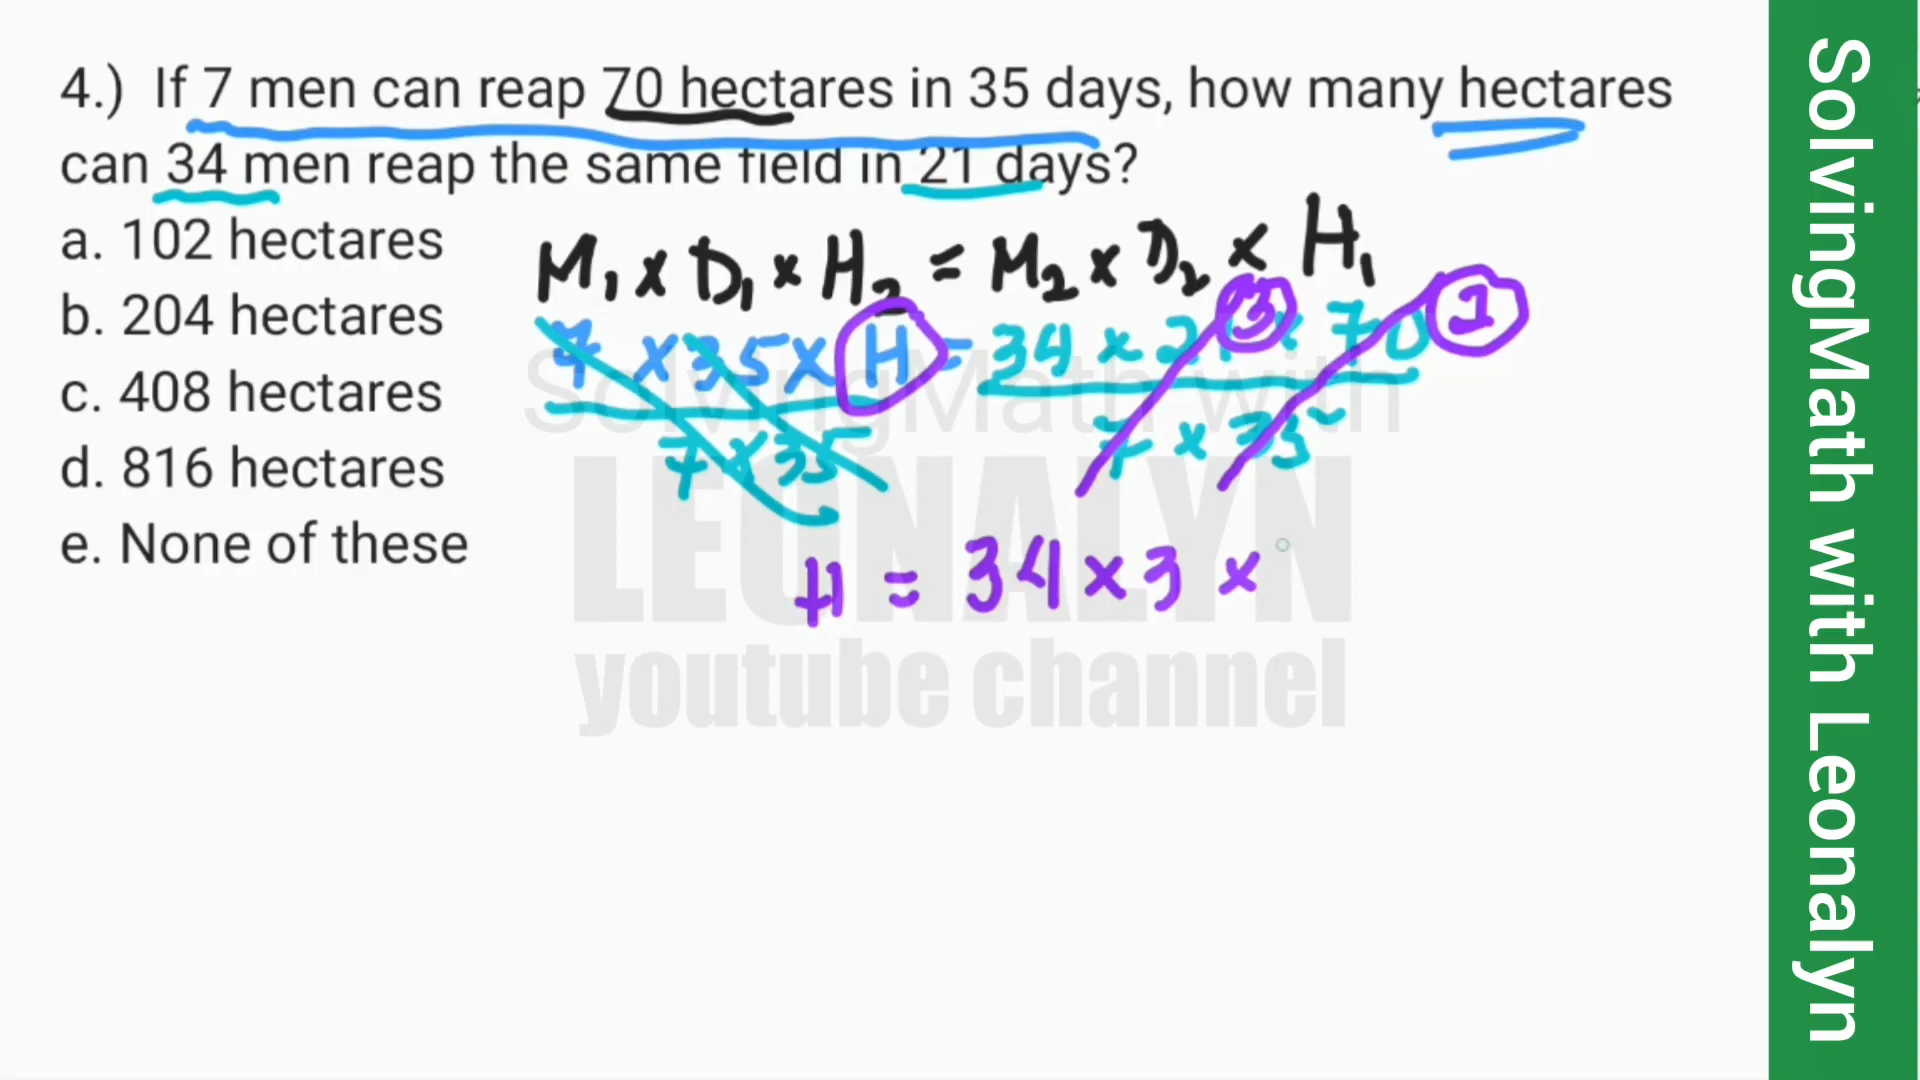 4.) If 7 men can reap 70 hectares in 35 days, how many hectares
can 34 men reap the same field in 21 days?
a. 102 hectares
b. 204 hectares
c. 408 hectares
d. 816 hectares
e. None of these
M₁ × D₁ × H₂ = M₂ × D₂ × H₁
7 × 35 × H = 34 × 21 × 70
3 2
7 × 35 7 × 35
H = 34 × 3 ×
SolvingMath with
LEONALYN
youtube channel
SolvingMath with Leonalyn